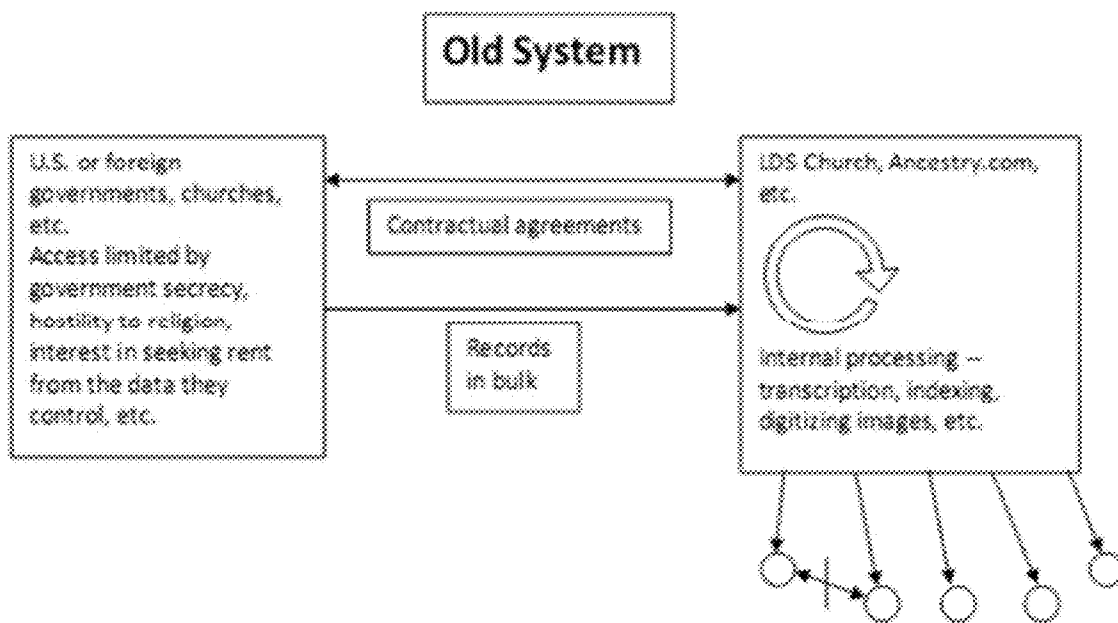 Old System
U.S. or foreign
governments, churches,
etc.
Access limited by
government secrecy,
hostility to religion,
interest in seeking rent
from the data they
control, etc.
Contractual agreements
Records
in bulk
LDS Church, Ancestry.com,
etc.
Internal processing --
transcription, indexing,
digitizing images, etc.